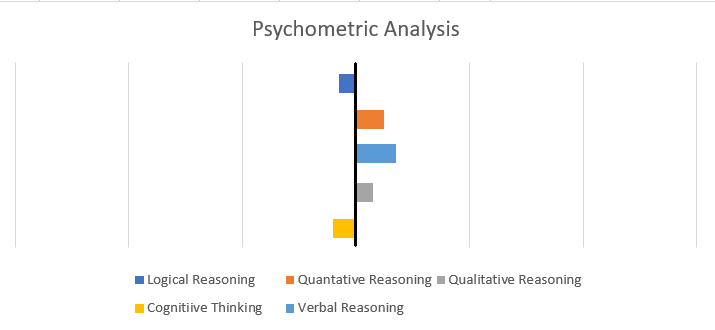 Psychometric Analysis
Logical Reasoning Quantative Reasoning Qualitative Reasoning
Cognitiive Thinking Verbal Reasoning